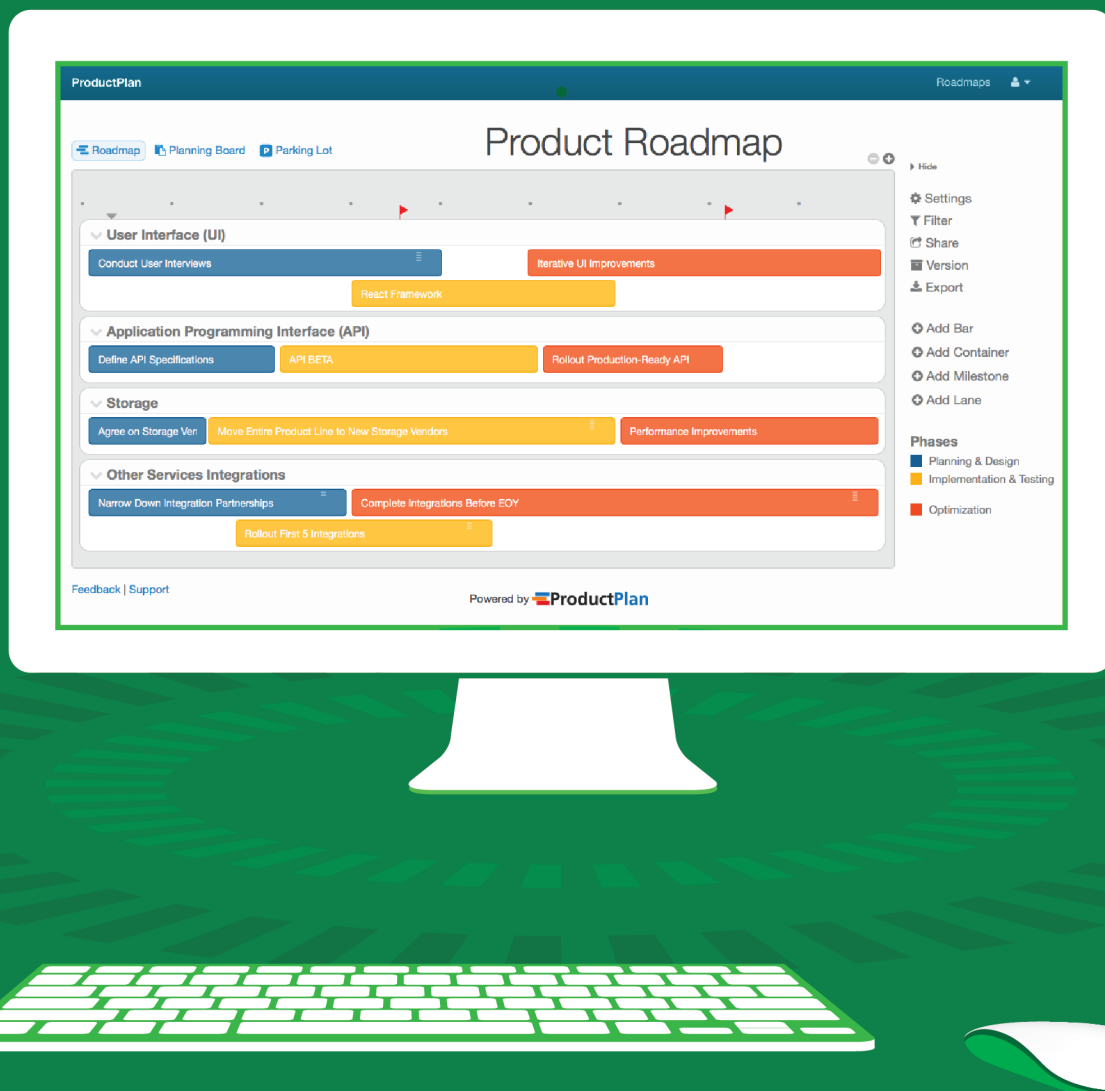 ProductPlan
Roadmaps
Product Roadmap
Roadmap
Planning Board
P Parking Lot
Hide
Settings
Filter
Share
Version
Export
Add Bar
Add Container
Add Milestone
Add Lane
Phases
Planning & Design
Implementation & Testing
Optimization
User Interface (UI)
Conduct User Interviews
Iterative UI Improvements
React Framework
Application Programming Interface (API)
Define API Specifications
API BETA
Rollout Production-Ready API
Storage
Agree on Storage Ven
Move Entire Product Line to New Storage Vendors
Performance Improvements
Other Services Integrations
Narrow Down Integration Partnerships
Complete Integrations Before EOY
Rollout First 5 Integrations
Feedback | Support
Powered by ProductPlan